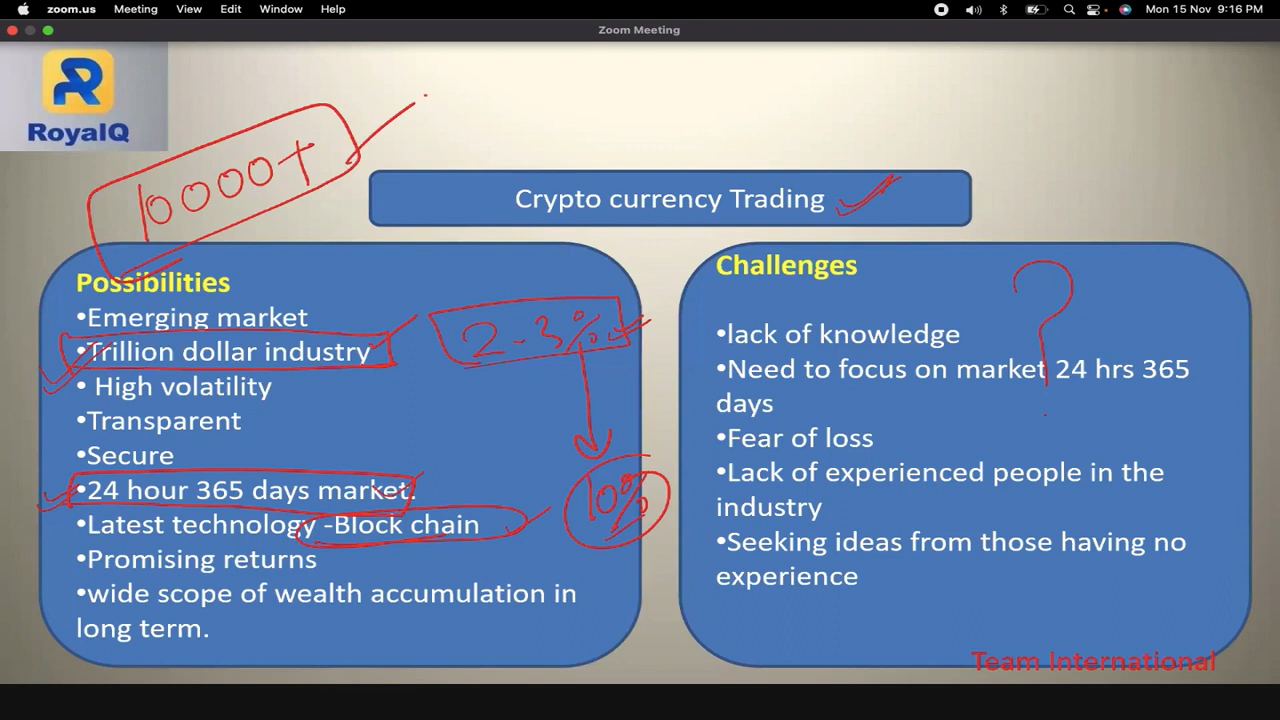 zoom.us Meeting View Edit Window Help Mon 15 Nov 9:16 PM
Zoom Meeting
RoyalQ
10000+
Crypto currency Trading
Possibilities
•Emerging market
•Trillion dollar industry
• High volatility
•Transparent
•Secure
•24 hour 365 days market.
•Latest technology -Block chain
•Promising returns
•wide scope of wealth accumulation in
long term.
2-3%
10%
Challenges
?
•lack of knowledge
•Need to focus on market 24 hrs 365
days
•Fear of loss
•Lack of experienced people in the
industry
•Seeking ideas from those having no
experience
Team International